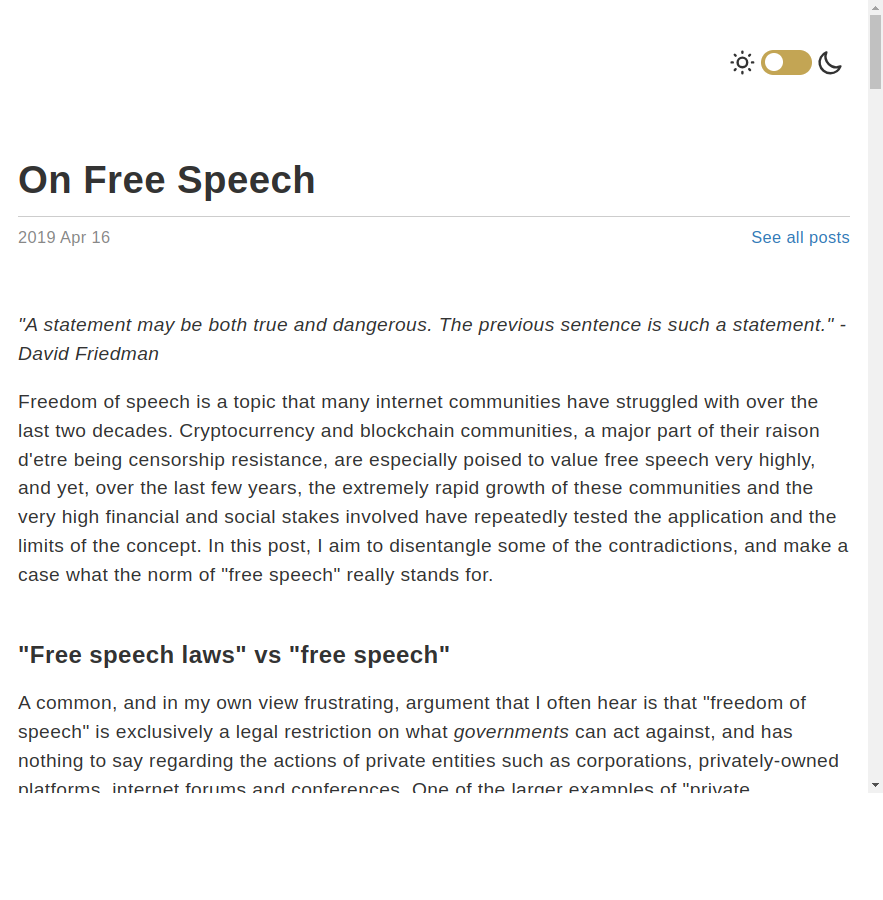 On Free Speech
2019 Apr 16
See all posts
"A statement may be both true and dangerous. The previous sentence is such a statement." -
David Friedman
Freedom of speech is a topic that many internet communities have struggled with over the
last two decades. Cryptocurrency and blockchain communities, a major part of their raison
d'etre being censorship resistance, are especially poised to value free speech very highly,
and yet, over the last few years, the extremely rapid growth of these communities and the
very high financial and social stakes involved have repeatedly tested the application and the
limits of the concept. In this post, I aim to disentangle some of the contradictions, and make a
case what the norm of "free speech" really stands for.
"Free speech laws" vs "free speech"
A common, and in my own view frustrating, argument that I often hear is that "freedom of
speech" is exclusively a legal restriction on what governments can act against, and has
nothing to say regarding the actions of private entities such as corporations, privately-owned
platforms, internet forums and conferences. One of the larger examples of "private